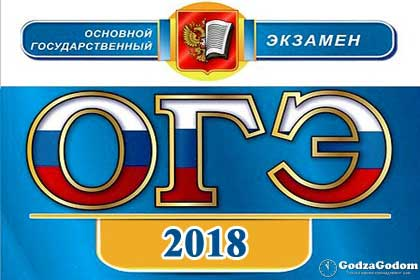 ОСНОВНОЙ
ГОСУДАРСТВЕННЫЙ
ЭКЗАМЕН
ОГЭ
2018
GodzaGodom